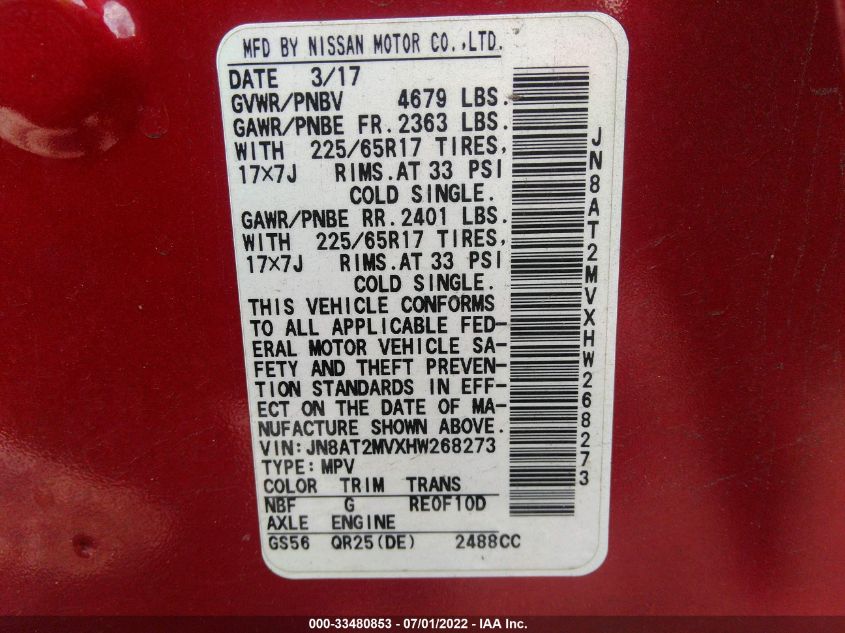 MFD BY NISSAN MOTOR CO.,LTD.
DATE 3/17
GVWR/PNBV 4679 LBS.
GAWR/PNBE FR. 2363 LBS.
WITH 225/65R17 TIRES,
17×7J RIMS.AT 33 PSI
COLD SINGLE.
GAWR/PNBE RR. 2401 LBS.
WITH 225/65R17 TIRES,
17×7J RIMS.AT 33 PSI
COLD SINGLE.
THIS VEHICLE CONFORMS
TO ALL APPLICABLE FED-
ERAL MOTOR VEHICLE SA-
FETY AND THEFT PREVEN-
TION STANDARDS IN EFF-
ECT ON THE DATE OF MA-
NUFACTURE SHOWN ABOVE.
VIN:JN8AT2MVXHW268273
TYPE:MPV
COLOR TRIM TRANS
NBF G RE0F10D
AXLE ENGINE
GS56 QR25(DE) 2488CC
JN8AT2MVXHW268273
000-33480853 - 07/01/2022 - IAA Inc.